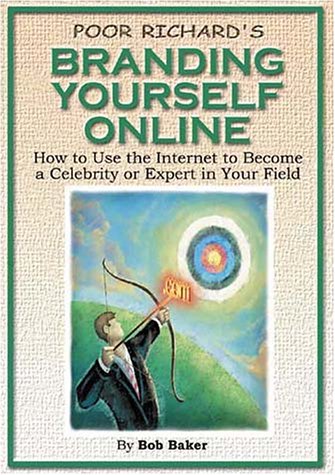 POOR RICHARD'S
BRANDING
YOURSELF
ONLINE
How to Use the Internet to Become
a Celebrity or Expert in Your Field
.com
By Bob Baker